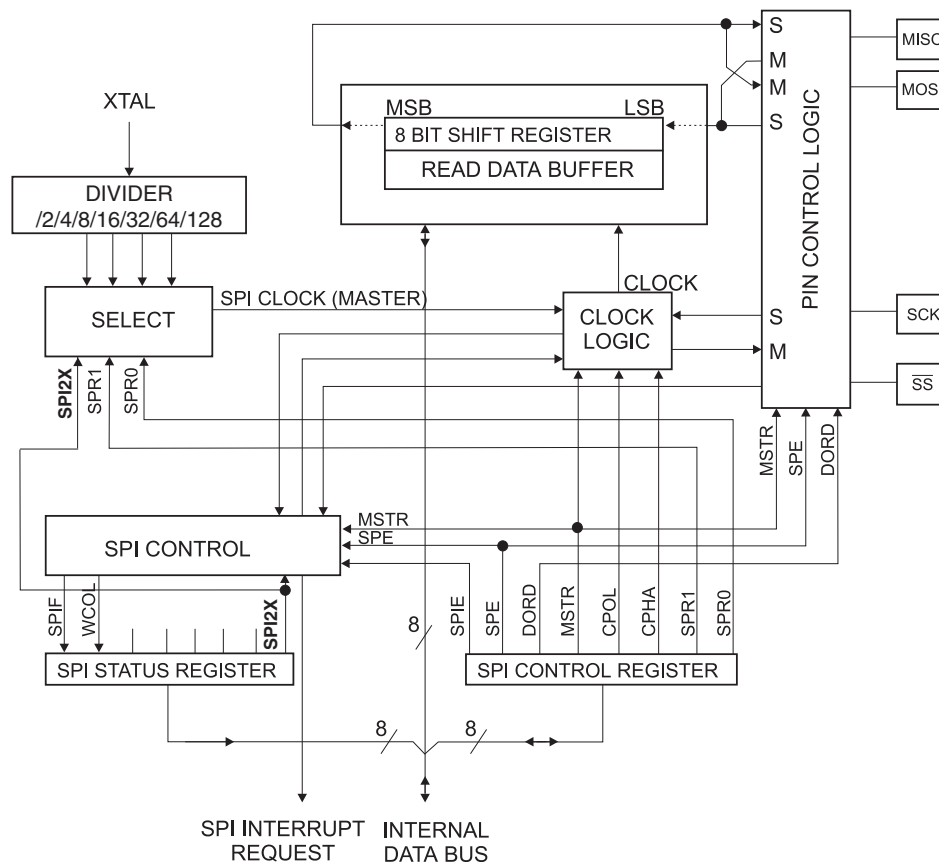 S
MISO
M
XTAL
MSB
LSB
M
MOSI
8 BIT SHIFT REGISTER
S
READ DATA BUFFER
DIVIDER
/2/4/8/16/32/64/128
PIN CONTROL LOGIC
SPI CLOCK (MASTER)
CLOCK
SELECT
CLOCK
LOGIC
S
SCK
M
SPI2X
SPR1
SPR0
SS
MSTR
SPE
DORD
SPI CONTROL
MSTR
SPE
SPIF
WCOL
SPI2X
8
SPIE
SPE
DORD
MSTR
CPOL
CPHA
SPR1
SPR0
SPI STATUS REGISTER
SPI CONTROL REGISTER
8
8
SPI INTERRUPT
REQUEST
INTERNAL
DATA BUS